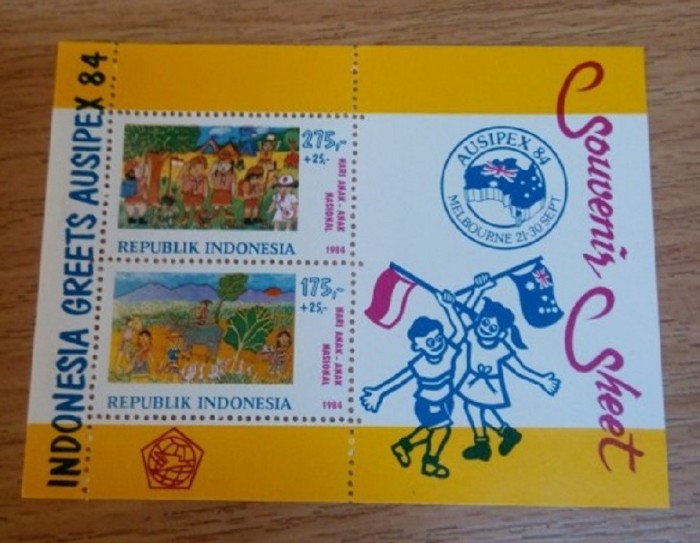 INDONESIA GREETS AUSIPEX 84
275,-
+25,-
HARI ANAK-ANAK
NASIONAL
REPUBLIK INDONESIA
1984
175,-
+25,-
HARI ANAK-ANAK
NASIONAL
REPUBLIK INDONESIA
1984
AUSIPEX 84
MELBOURNE 21-30 SEPT
Souvenir Sheet